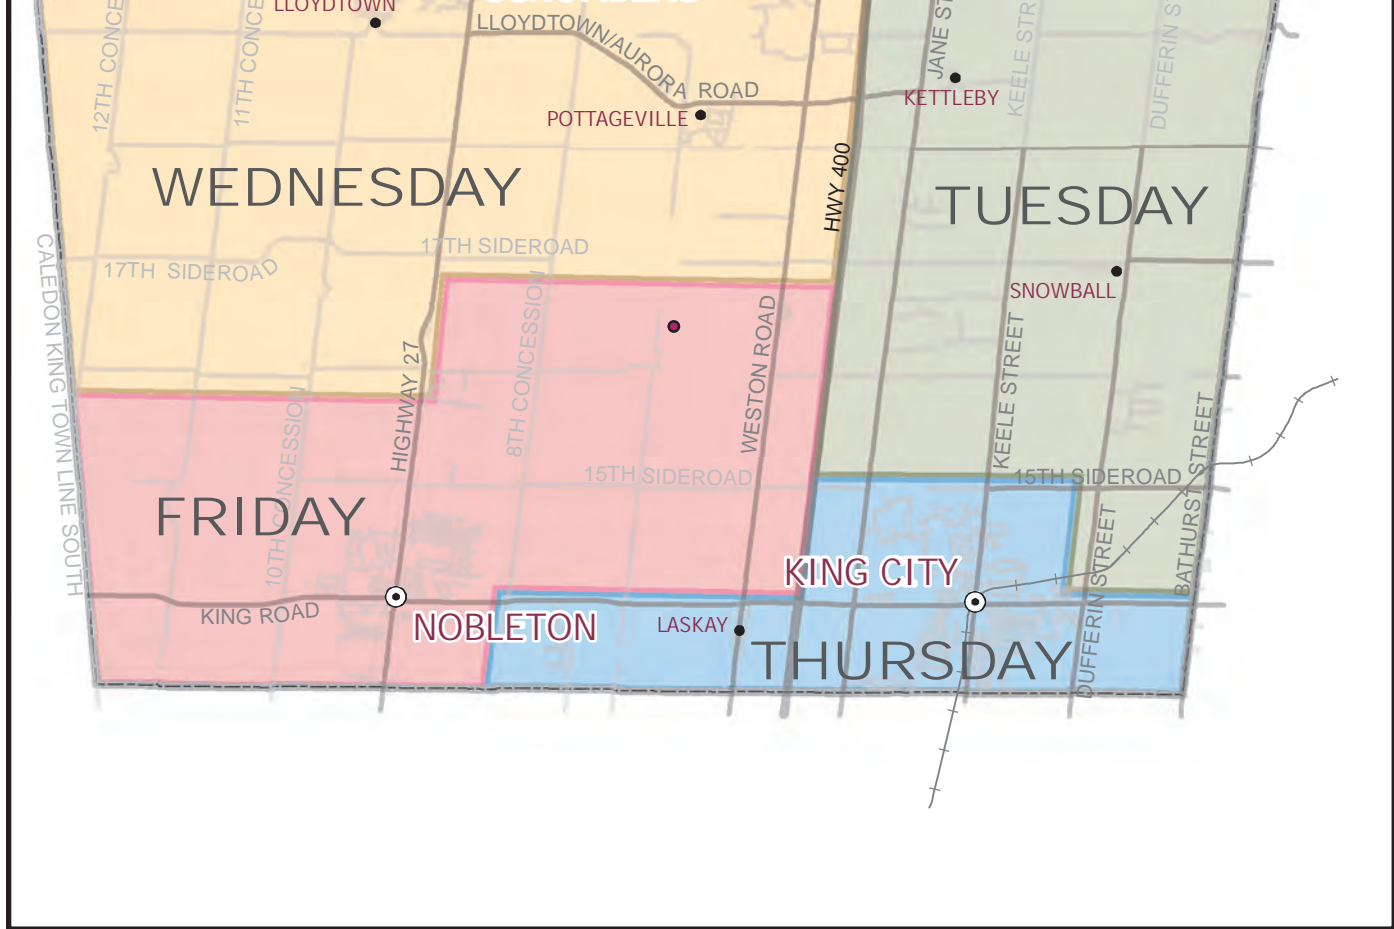 LLOYDTOWN
LLOYDTOWN/AURORA ROAD
12TH CONCE
11TH CONCE
JANE ST
KEELE STR
DUFFERIN S
KETTLEBY
POTTAGEVILLE
HWY 400
WEDNESDAY
TUESDAY
17TH SIDEROAD
17TH SIDEROAD
CALEDON KING TOWN LINE SOUTH
SNOWBALL
8TH CONCESSION
WESTON ROAD
KEELE STREET
HIGHWAY 27
10TH CONCESSION
BATHURST STREET
15TH SIDEROAD
15TH SIDEROAD
FRIDAY
DUFFERIN STREET
KING CITY
KING ROAD
NOBLETON
LASKAY
THURSDAY